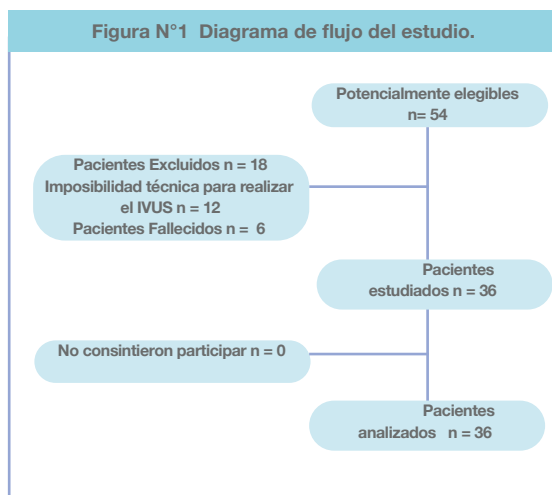 Figura N°1 Diagrama de flujo del estudio.
Potencialmente elegibles
n= 54
Pacientes Excluidos n = 18
Imposibilidad técnica para realizar
el IVUS n = 12
Pacientes Fallecidos n = 6
Pacientes
estudiados n = 36
No consintieron participar n = 0
Pacientes
analizados n = 36